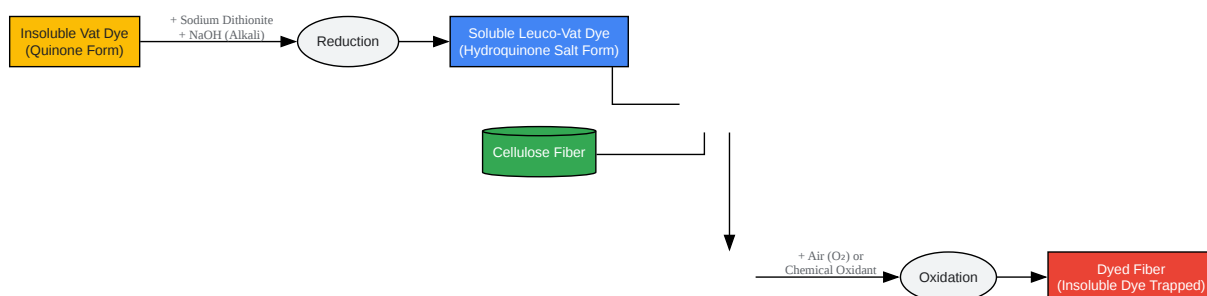 Insoluble Vat Dye
(Quinone Form)
+ Sodium Dithionite
+ NaOH (Alkali)
Reduction
Soluble Leuco-Vat Dye
(Hydroquinone Salt Form)
Cellulose Fiber
+ Air (O₂) or
Chemical Oxidant
Oxidation
Dyed Fiber
(Insoluble Dye Trapped)